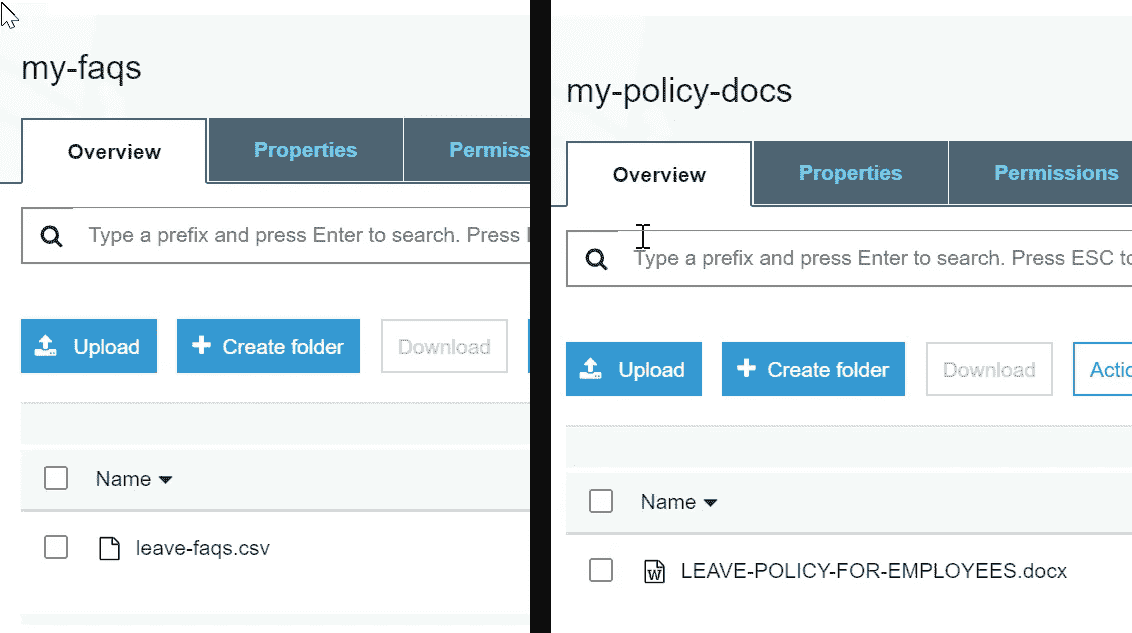 my-faqs
Overview Properties Permiss
Type a prefix and press Enter to search. Press
Upload Create folder Download
Name
leave-faqs.csv
my-policy-docs
Overview Properties Permissions
Type a prefix and press Enter to search. Press ESC to
Upload Create folder Download Actio
Name
LEAVE-POLICY-FOR-EMPLOYEES.docx